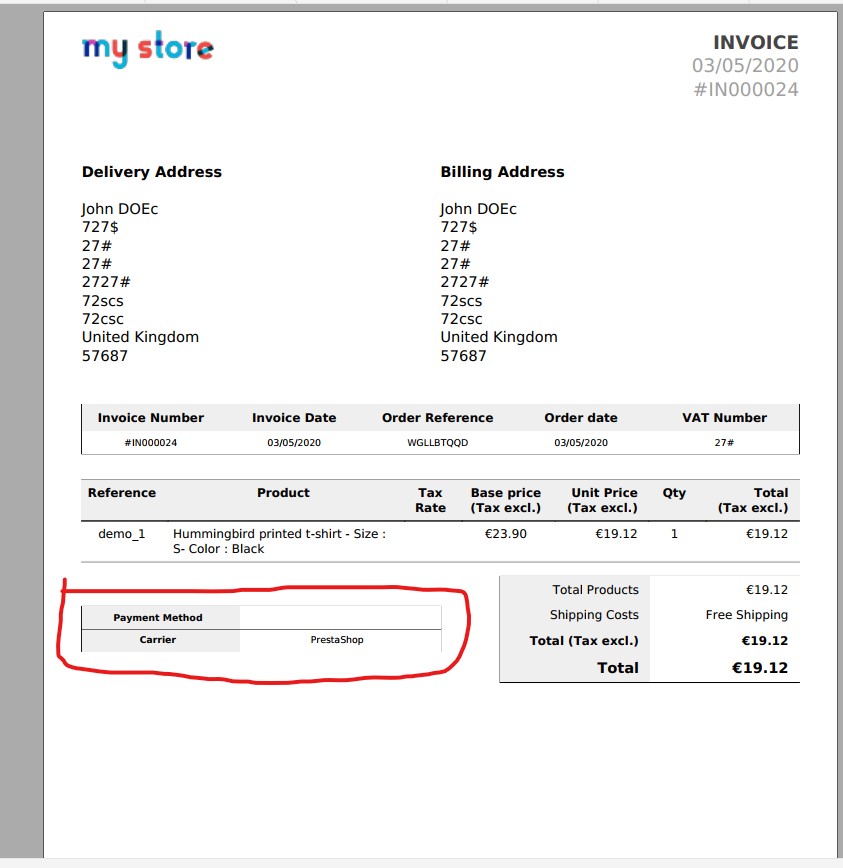 my store
INVOICE
03/05/2020
#IN000024
Delivery Address
John DOEc
727$
27#
27#
2727#
72scs
72csc
United Kingdom
57687
Billing Address
John DOEc
727$
27#
27#
2727#
72scs
72csc
United Kingdom
57687
Invoice Number Invoice Date Order Reference Order date VAT Number
#IN000024 03/05/2020 WGLLBTQQD 03/05/2020 27#
Reference Product Tax Rate Base price (Tax excl.) Unit Price (Tax excl.) Qty Total (Tax excl.)
demo_1 Hummingbird printed t-shirt - Size : S- Color : Black €23.90 €19.12 1 €19.12
Payment Method
Carrier PrestaShop
Total Products €19.12
Shipping Costs Free Shipping
Total (Tax excl.) €19.12
Total €19.12